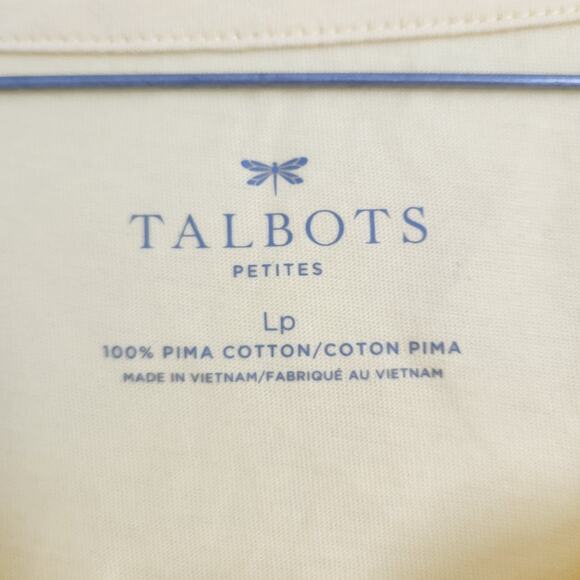 TALBOTS
PETITES
Lp
100% PIMA COTTON/COTON PIMA
MADE IN VIETNAM/FABRIQUÉ AU VIETNAM